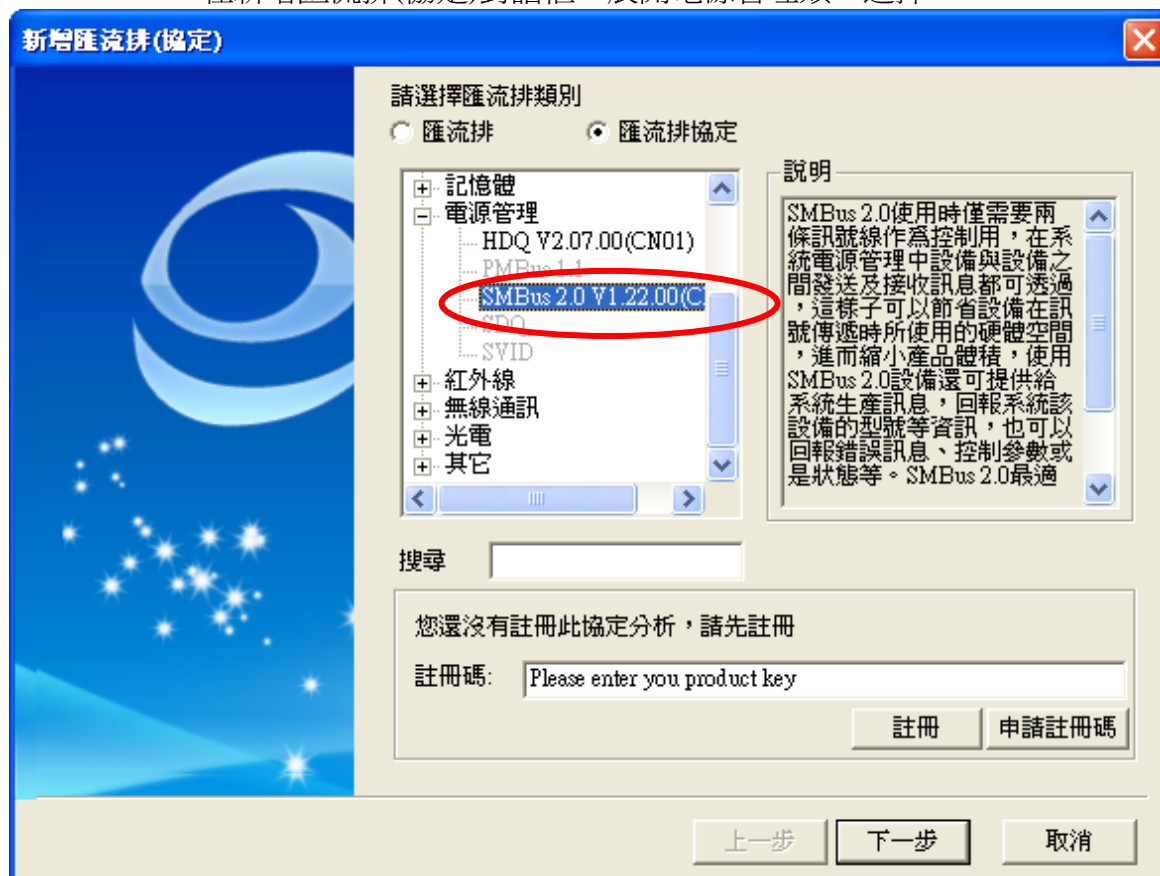 新增匯流排(協定)
請選擇匯流排類別
匯流排
匯流排協定
記憶體
電源管理
HDQ V2.07.00(CN01)
PMBus 1.1
SMBus 2.0 V1.22.00(C
SDQ
SVID
紅外線
無線通訊
光電
其它
說明
SMBus 2.0使用時僅需要兩
條訊號線作為控制用，在系
統電源管理中設備與設備之
間發送及接收訊息都可透過
，這樣子可以節省設備在訊
號傳遞時所使用的硬體空間
，進而縮小產品體積，使用
SMBus 2.0設備還可提供給
系統生產訊息，回報系統該
設備的型號等資訊，也可以
回報錯誤訊息、控制參數或
是狀態等。SMBus 2.0最適
搜尋
您還沒有註冊此協定分析，請先註冊
註冊碼:
Please enter you product key
註冊
申請註冊碼
上一步
下一步
取消